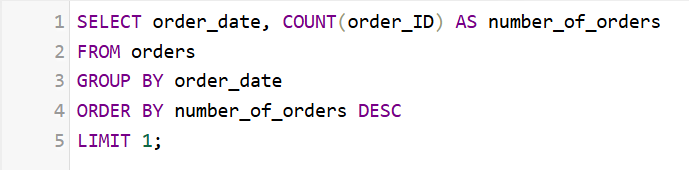 1 SELECT order_date, COUNT(order_ID) AS number_of_orders
2 FROM orders
3 GROUP BY order_date
4 ORDER BY number_of_orders DESC
5 LIMIT 1;